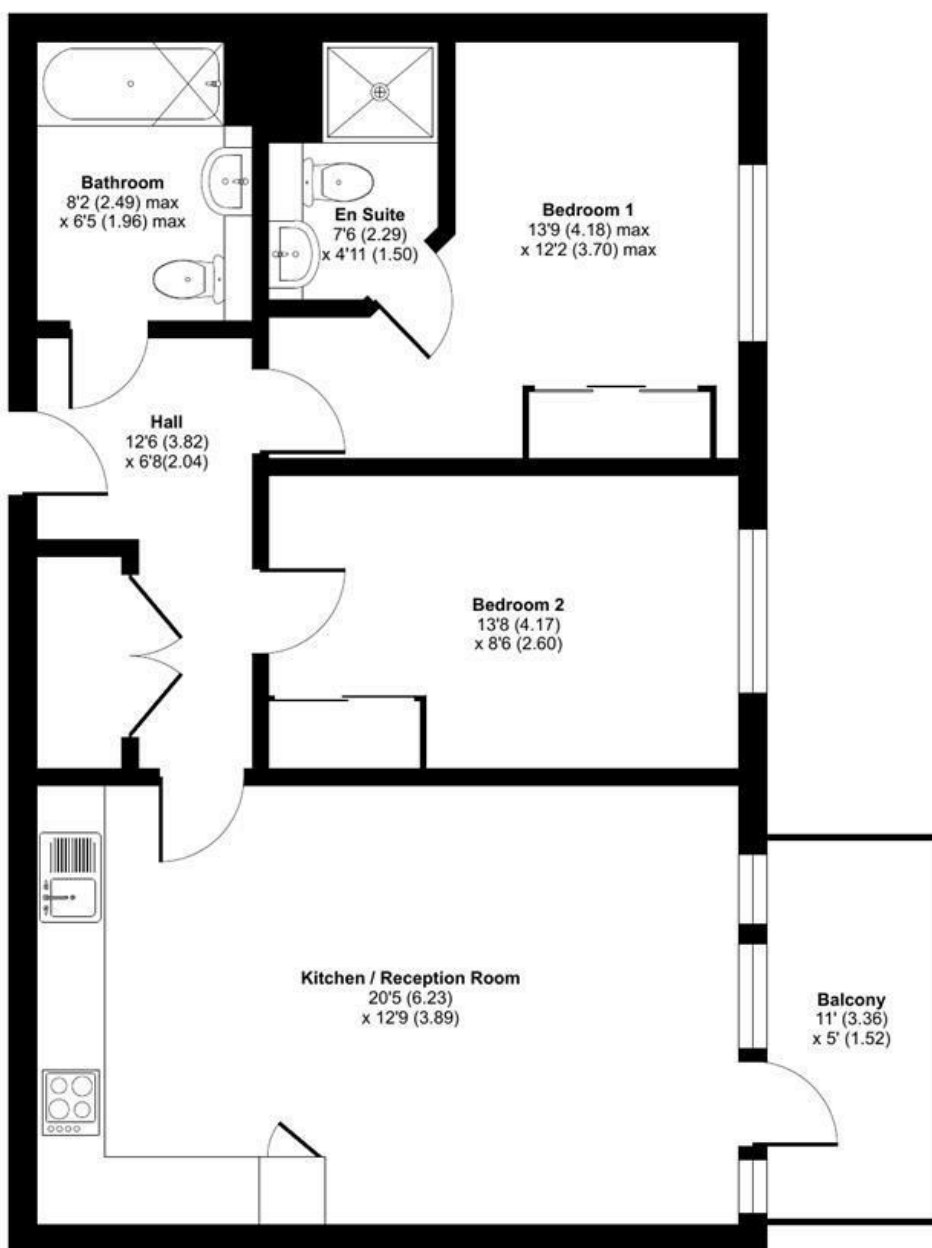 Bathroom
8'2 (2.49) max
x 6'5 (1.96) max
En Suite
7'6 (2.29)
x 4'11 (1.50)
Bedroom 1
13'9 (4.18) max
x 12'2 (3.70) max
Hall
12'6 (3.82)
x 6'8(2.04)
Bedroom 2
13'8 (4.17)
x 8'6 (2.60)
Kitchen / Reception Room
20'5 (6.23)
x 12'9 (3.89)
Balcony
11' (3.36)
x 5' (1.52)